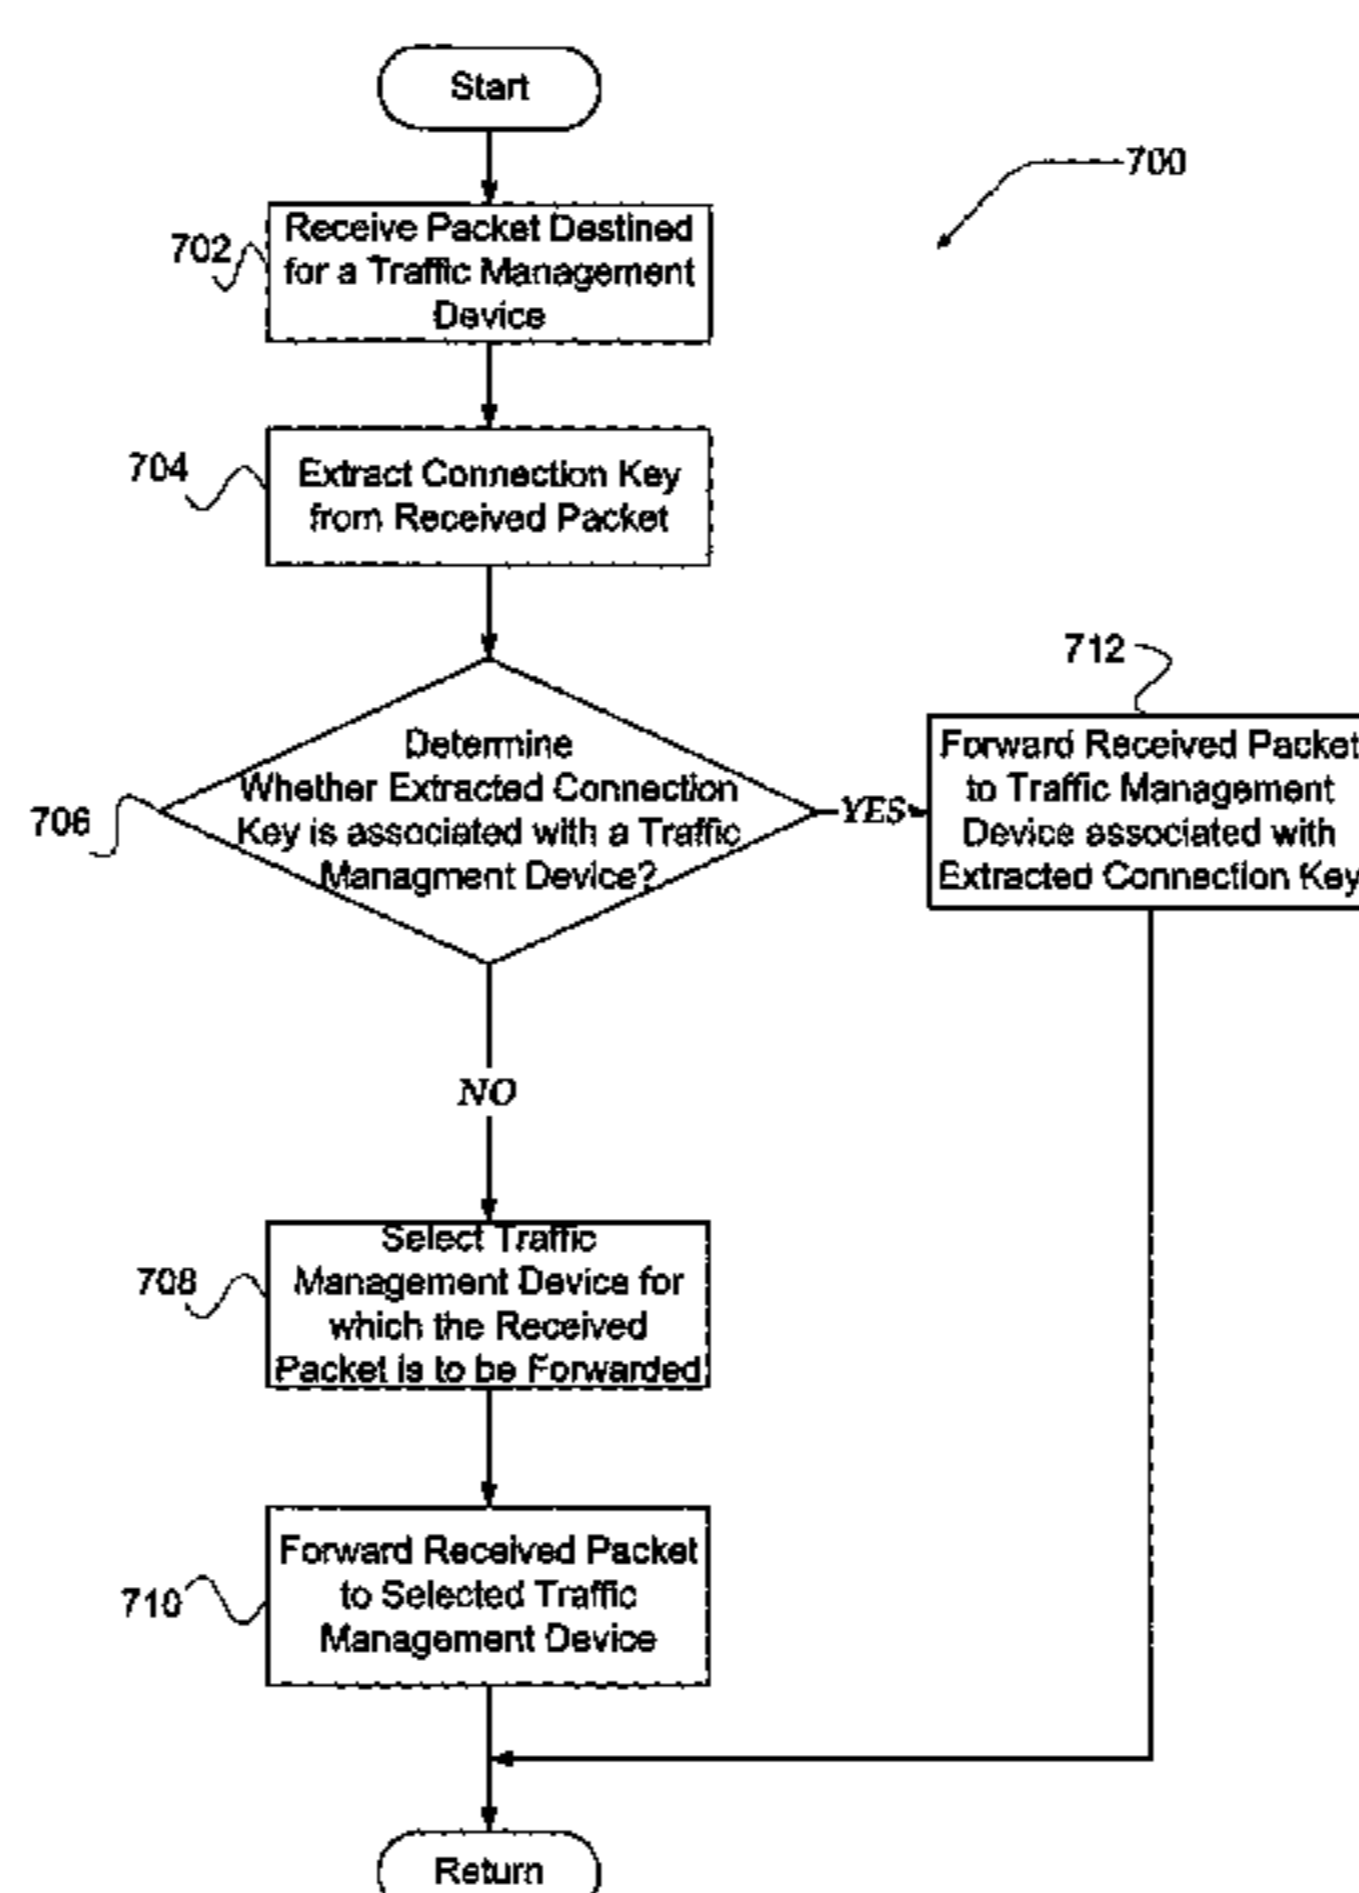 Start
700
702
Receive Packet Destined
for a Traffic Management
Device
704
Extract Connection Key
from Received Packet
706
Determine
Whether Extracted Connection
Key is associated with a Traffic
Managment Device?
YES
712
Forward Received Packet
to Traffic Management
Device associated with
Extracted Connection Key
NO
708
Select Traffic
Management Device for
which the Received
Packet is to be Forwarded
710
Forward Received Packet
to Selected Traffic
Management Device
Return